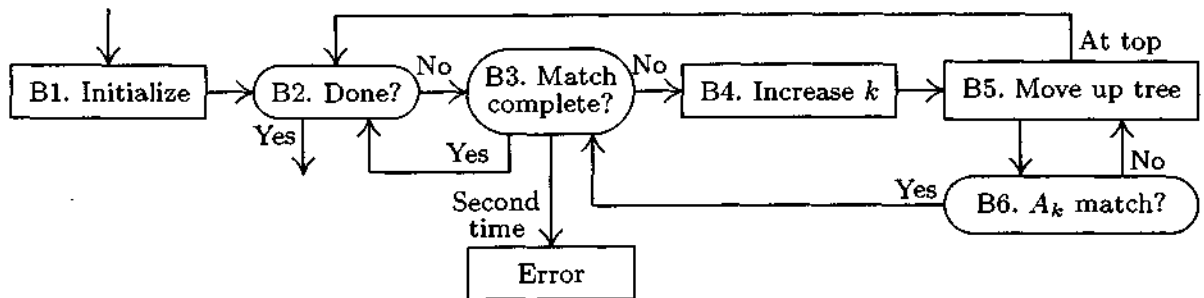 At top
B1. Initialize
B2. Done?
No
B3. Match
complete?
No
B4. Increase k
B5. Move up tree
Yes
Yes
No
Yes
B6. Aₖ match?
Second
time
Error